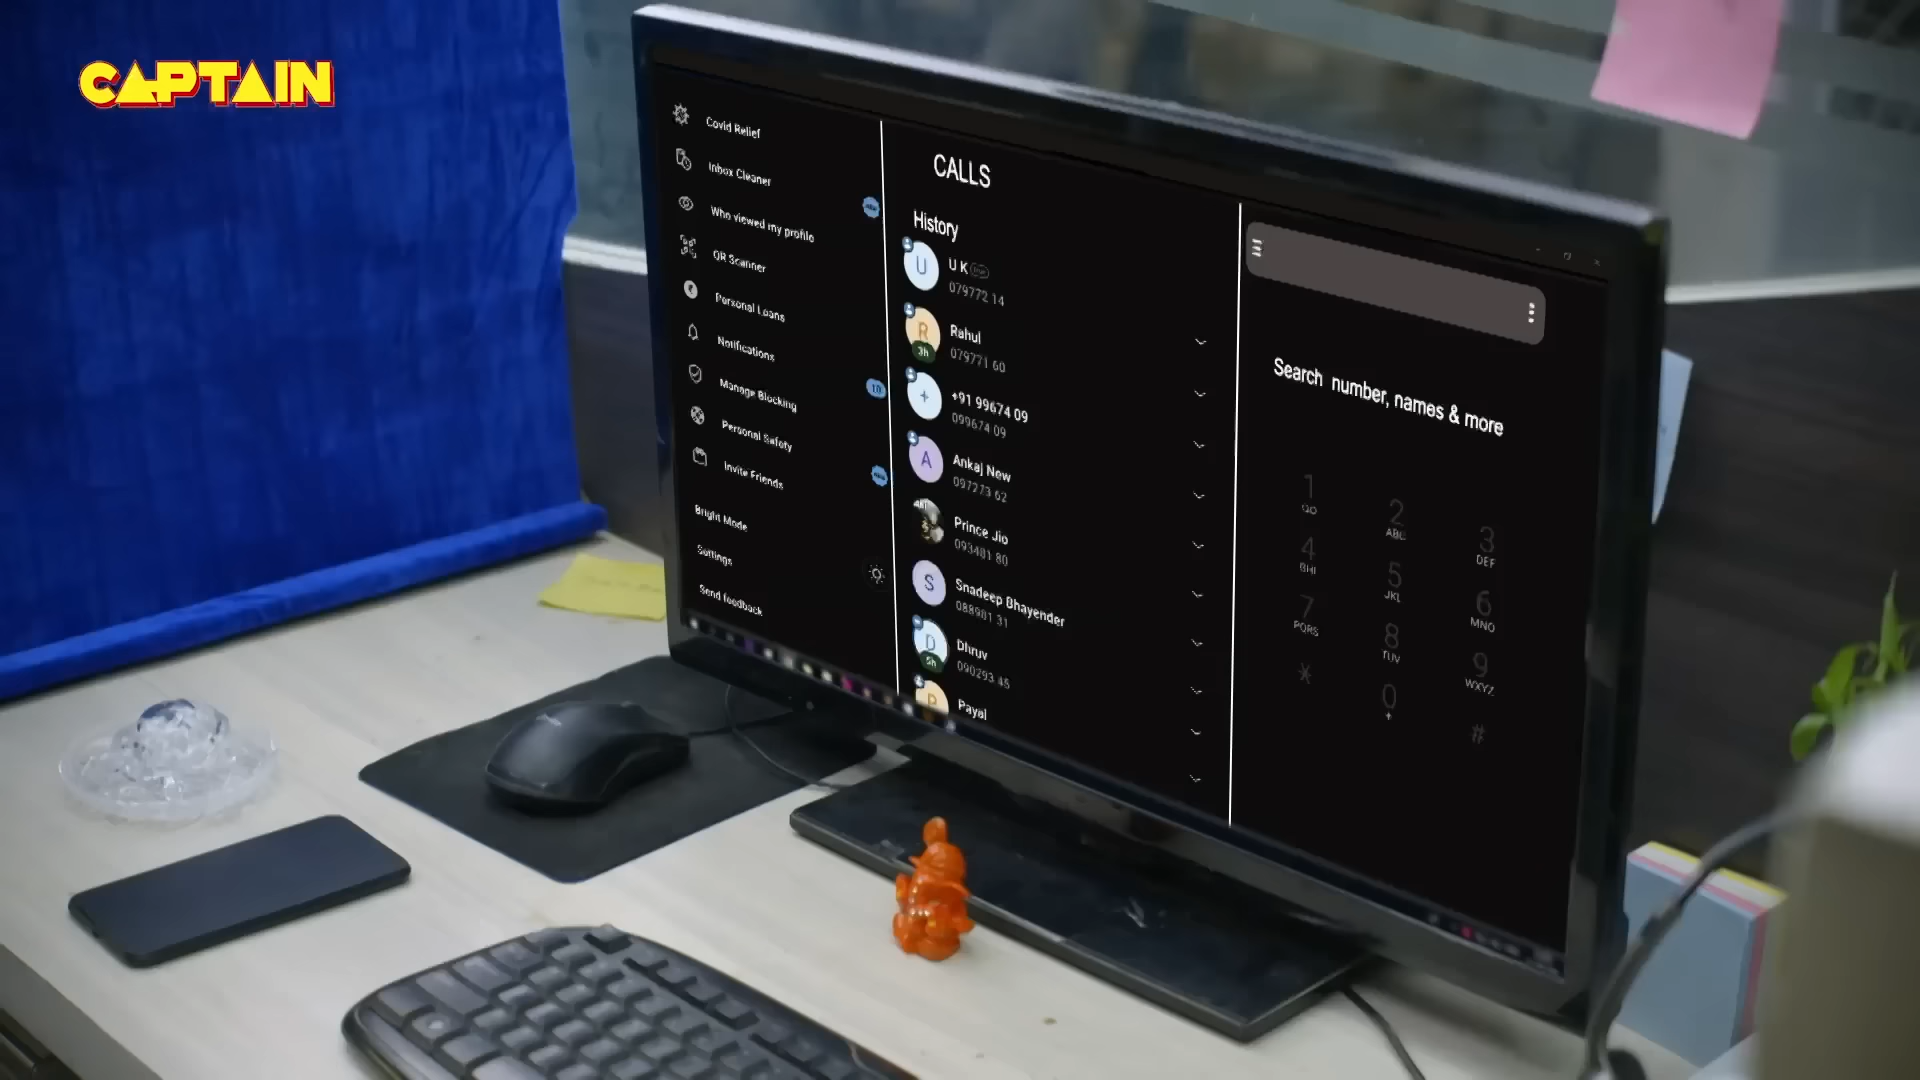 CAPTAIN
Covid Relief
Inbox Cleaner
Who viewed my profile
QR Scanner
Personal Loans
Notifications
Manage Blocking
Personal Safety
Invite Friends
Bright Mode
Settings
Send feedback
CALLS
History
U
U K
079772 14
R
3h
Rahul
079771 60
+
+91 99674 09
099674 09
A
Ankaj New
097273 62
Prince Jio
093481 80
S
Snadeep Bhayender
088981 31
D
5h
Dhruv
090293 45
Payal
Search number, names & more
1
2
ABC
3
DEF
4
GHI
5
JKL
6
MNO
7
PQRS
8
TUV
9
WXYZ
*
0
+
#